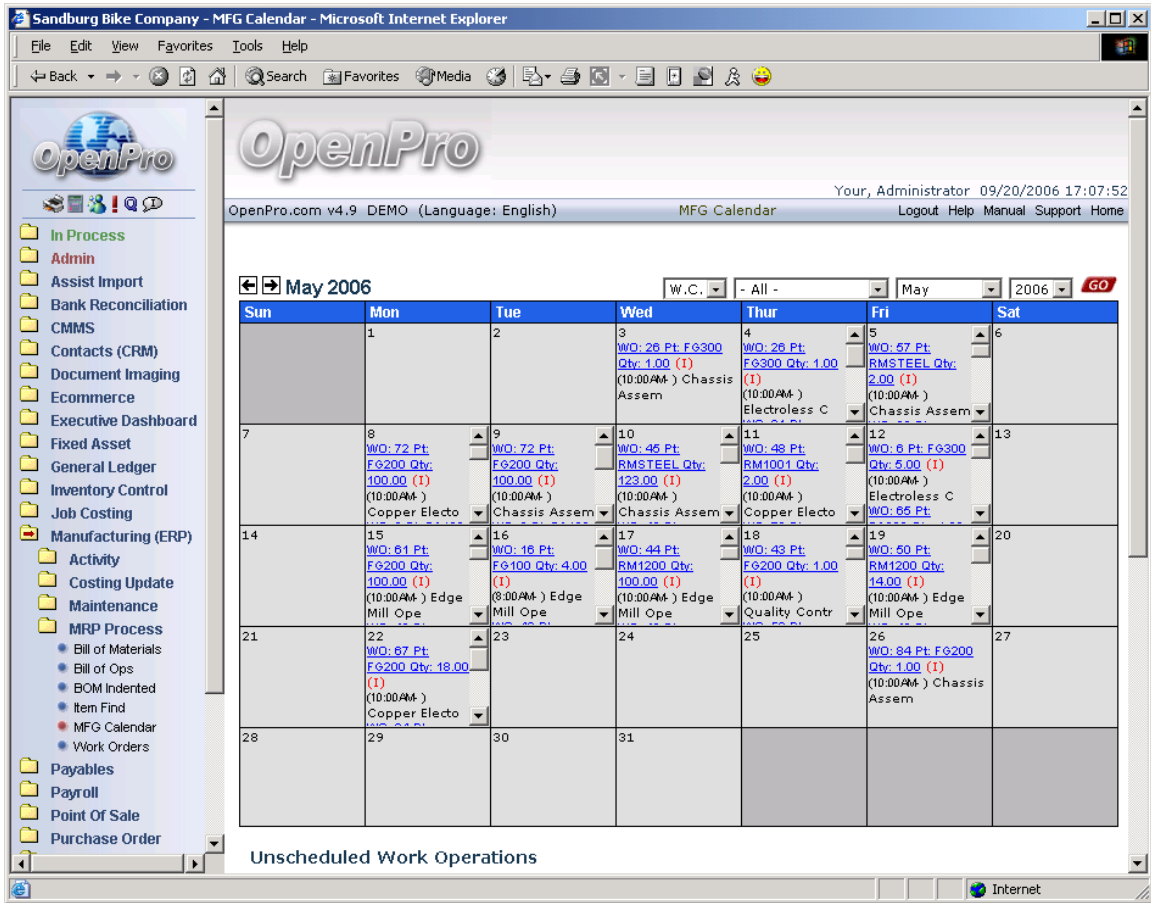 Sandburg Bike Company - MFG Calendar - Microsoft Internet Explorer
File Edit View Favorites Tools Help
Back Search Favorites Media
OpenPro
In Process
Admin
Assist Import
Bank Reconciliation
CMMS
Contacts (CRM)
Document Imaging
Ecommerce
Executive Dashboard
Fixed Asset
General Ledger
Inventory Control
Job Costing
Manufacturing (ERP)
Activity
Costing Update
Maintenance
MRP Process
Bill of Materials
Bill of Ops
BOM Indented
Item Find
MFG Calendar
Work Orders
Payables
Payroll
Point Of Sale
Purchase Order
OpenPro
Your, Administrator 09/20/2006 17:07:52
OpenPro.com v4.9 DEMO (Language: English) MFG Calendar Logout Help Manual Support Home
May 2006 W.C. - All - May 2006 GO
Sun Mon Tue Wed Thur Fri Sat
1
2
3
WO: 26 Pt: FG300
Qty: 1.00 (I)
(10:00AM ) Chassis
Assem
4
WO: 26 Pt:
FG300 Qty: 1.00
(I)
(10:00AM )
Electroless C
5
WO: 57 Pt:
RMSTEEL Qty:
2.00 (I)
(10:00AM )
Chassis Assem
6
7
8
WO: 72 Pt:
FG200 Qty:
100.00 (I)
(10:00AM )
Copper Electo
9
WO: 72 Pt:
FG200 Qty:
100.00 (I)
(10:00AM )
Chassis Assem
10
WO: 45 Pt:
RMSTEEL Qty:
123.00 (I)
(10:00AM )
Chassis Assem
11
WO: 48 Pt:
RM1001 Qty:
2.00 (I)
(10:00AM )
Copper Electo
12
WO: 6 Pt: FG300
Qty: 5.00 (I)
(10:00AM )
Electroless C
WO: 65 Pt:
13
14
15
WO: 61 Pt:
FG200 Qty:
100.00 (I)
(10:00AM ) Edge
Mill Ope
16
WO: 16 Pt:
FG100 Qty: 4.00
(I)
(8:00AM ) Edge
Mill Ope
17
WO: 44 Pt:
RM1200 Qty:
100.00 (I)
(10:00AM ) Edge
Mill Ope
18
WO: 43 Pt:
FG200 Qty: 1.00
(I)
(10:00AM )
Quality Contr
19
WO: 50 Pt:
RM1200 Qty:
14.00 (I)
(10:00AM ) Edge
Mill Ope
20
21
22
WO: 67 Pt:
FG200 Qty: 18.00
(I)
(10:00AM )
Copper Electo
23
24
25
26
WO: 84 Pt: FG200
Qty: 1.00 (I)
(10:00AM ) Chassis
Assem
27
28
29
30
31
Unscheduled Work Operations
Internet